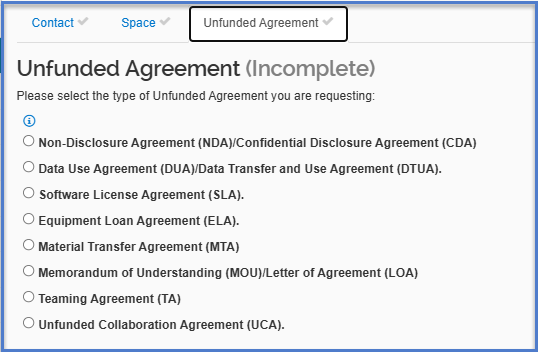 Contact Space Unfunded Agreement
Unfunded Agreement (Incomplete)
Please select the type of Unfunded Agreement you are requesting:
Non-Disclosure Agreement (NDA)/Confidential Disclosure Agreement (CDA)
Data Use Agreement (DUA)/Data Transfer and Use Agreement (DTUA).
Software License Agreement (SLA).
Equipment Loan Agreement (ELA).
Material Transfer Agreement (MTA)
Memorandum of Understanding (MOU)/Letter of Agreement (LOA)
Teaming Agreement (TA)
Unfunded Collaboration Agreement (UCA).